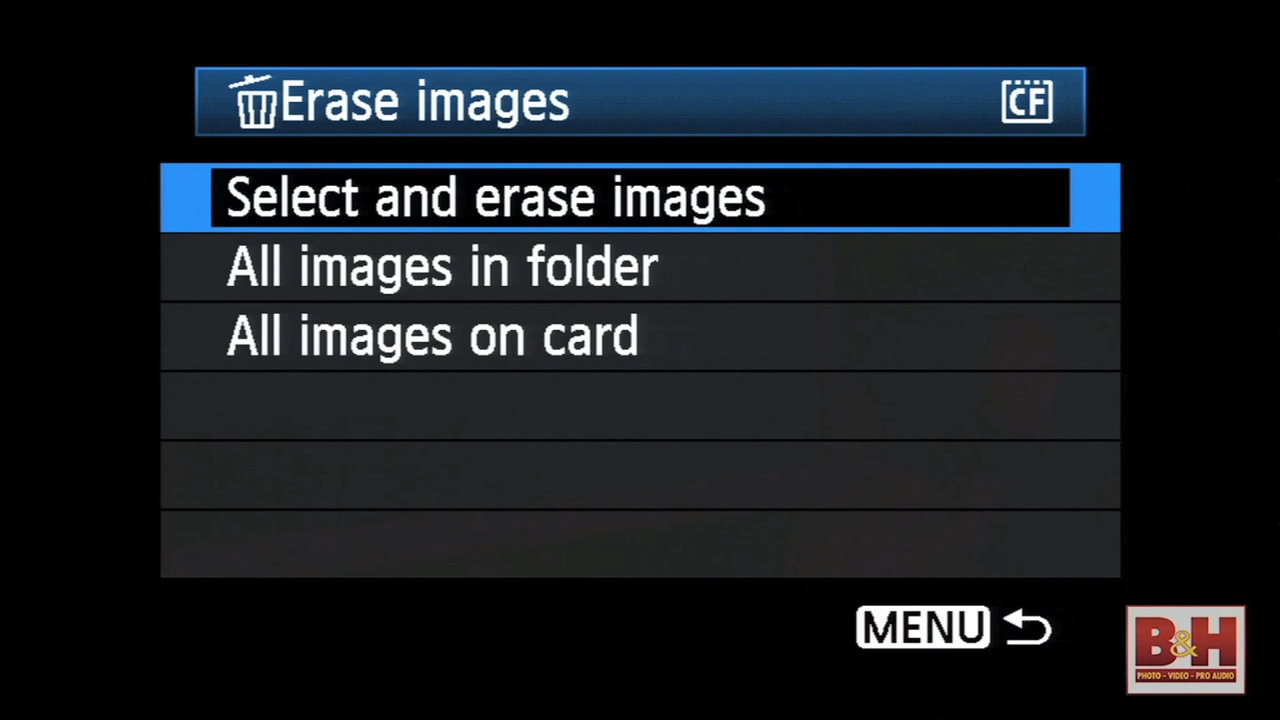 Erase images
CF
Select and erase images
All images in folder
All images on card
MENU
B&H
PHOTO - VIDEO - PRO AUDIO